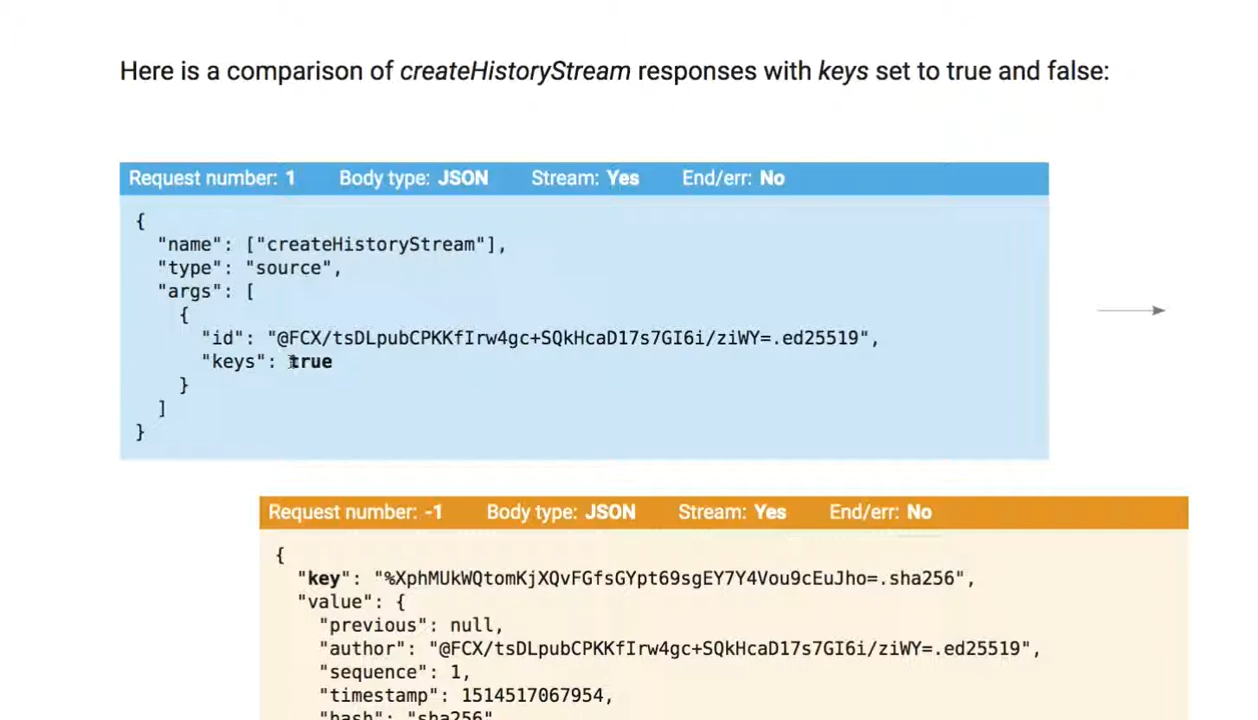 Here is a comparison of createHistoryStream responses with keys set to true and false:
Request number: 1 Body type: JSON Stream: Yes End/err: No
{
"name": ["createHistoryStream"],
"type": "source",
"args": [
{
"id": "@FCX/tsDLpubCPKKfIrw4gc+SQkHcaD17s7GI6i/ziWY=.ed25519",
"keys": true
}
]
}
Request number: -1 Body type: JSON Stream: Yes End/err: No
{
"key": "%XphMUkWQtomKjXQvFGfsGYpt69sgEY7Y4Vou9cEuJho=.sha256",
"value": {
"previous": null,
"author": "@FCX/tsDLpubCPKKfIrw4gc+SQkHcaD17s7GI6i/ziWY=.ed25519",
"sequence": 1,
"timestamp": 1514517067954,
"hash": "sha256"